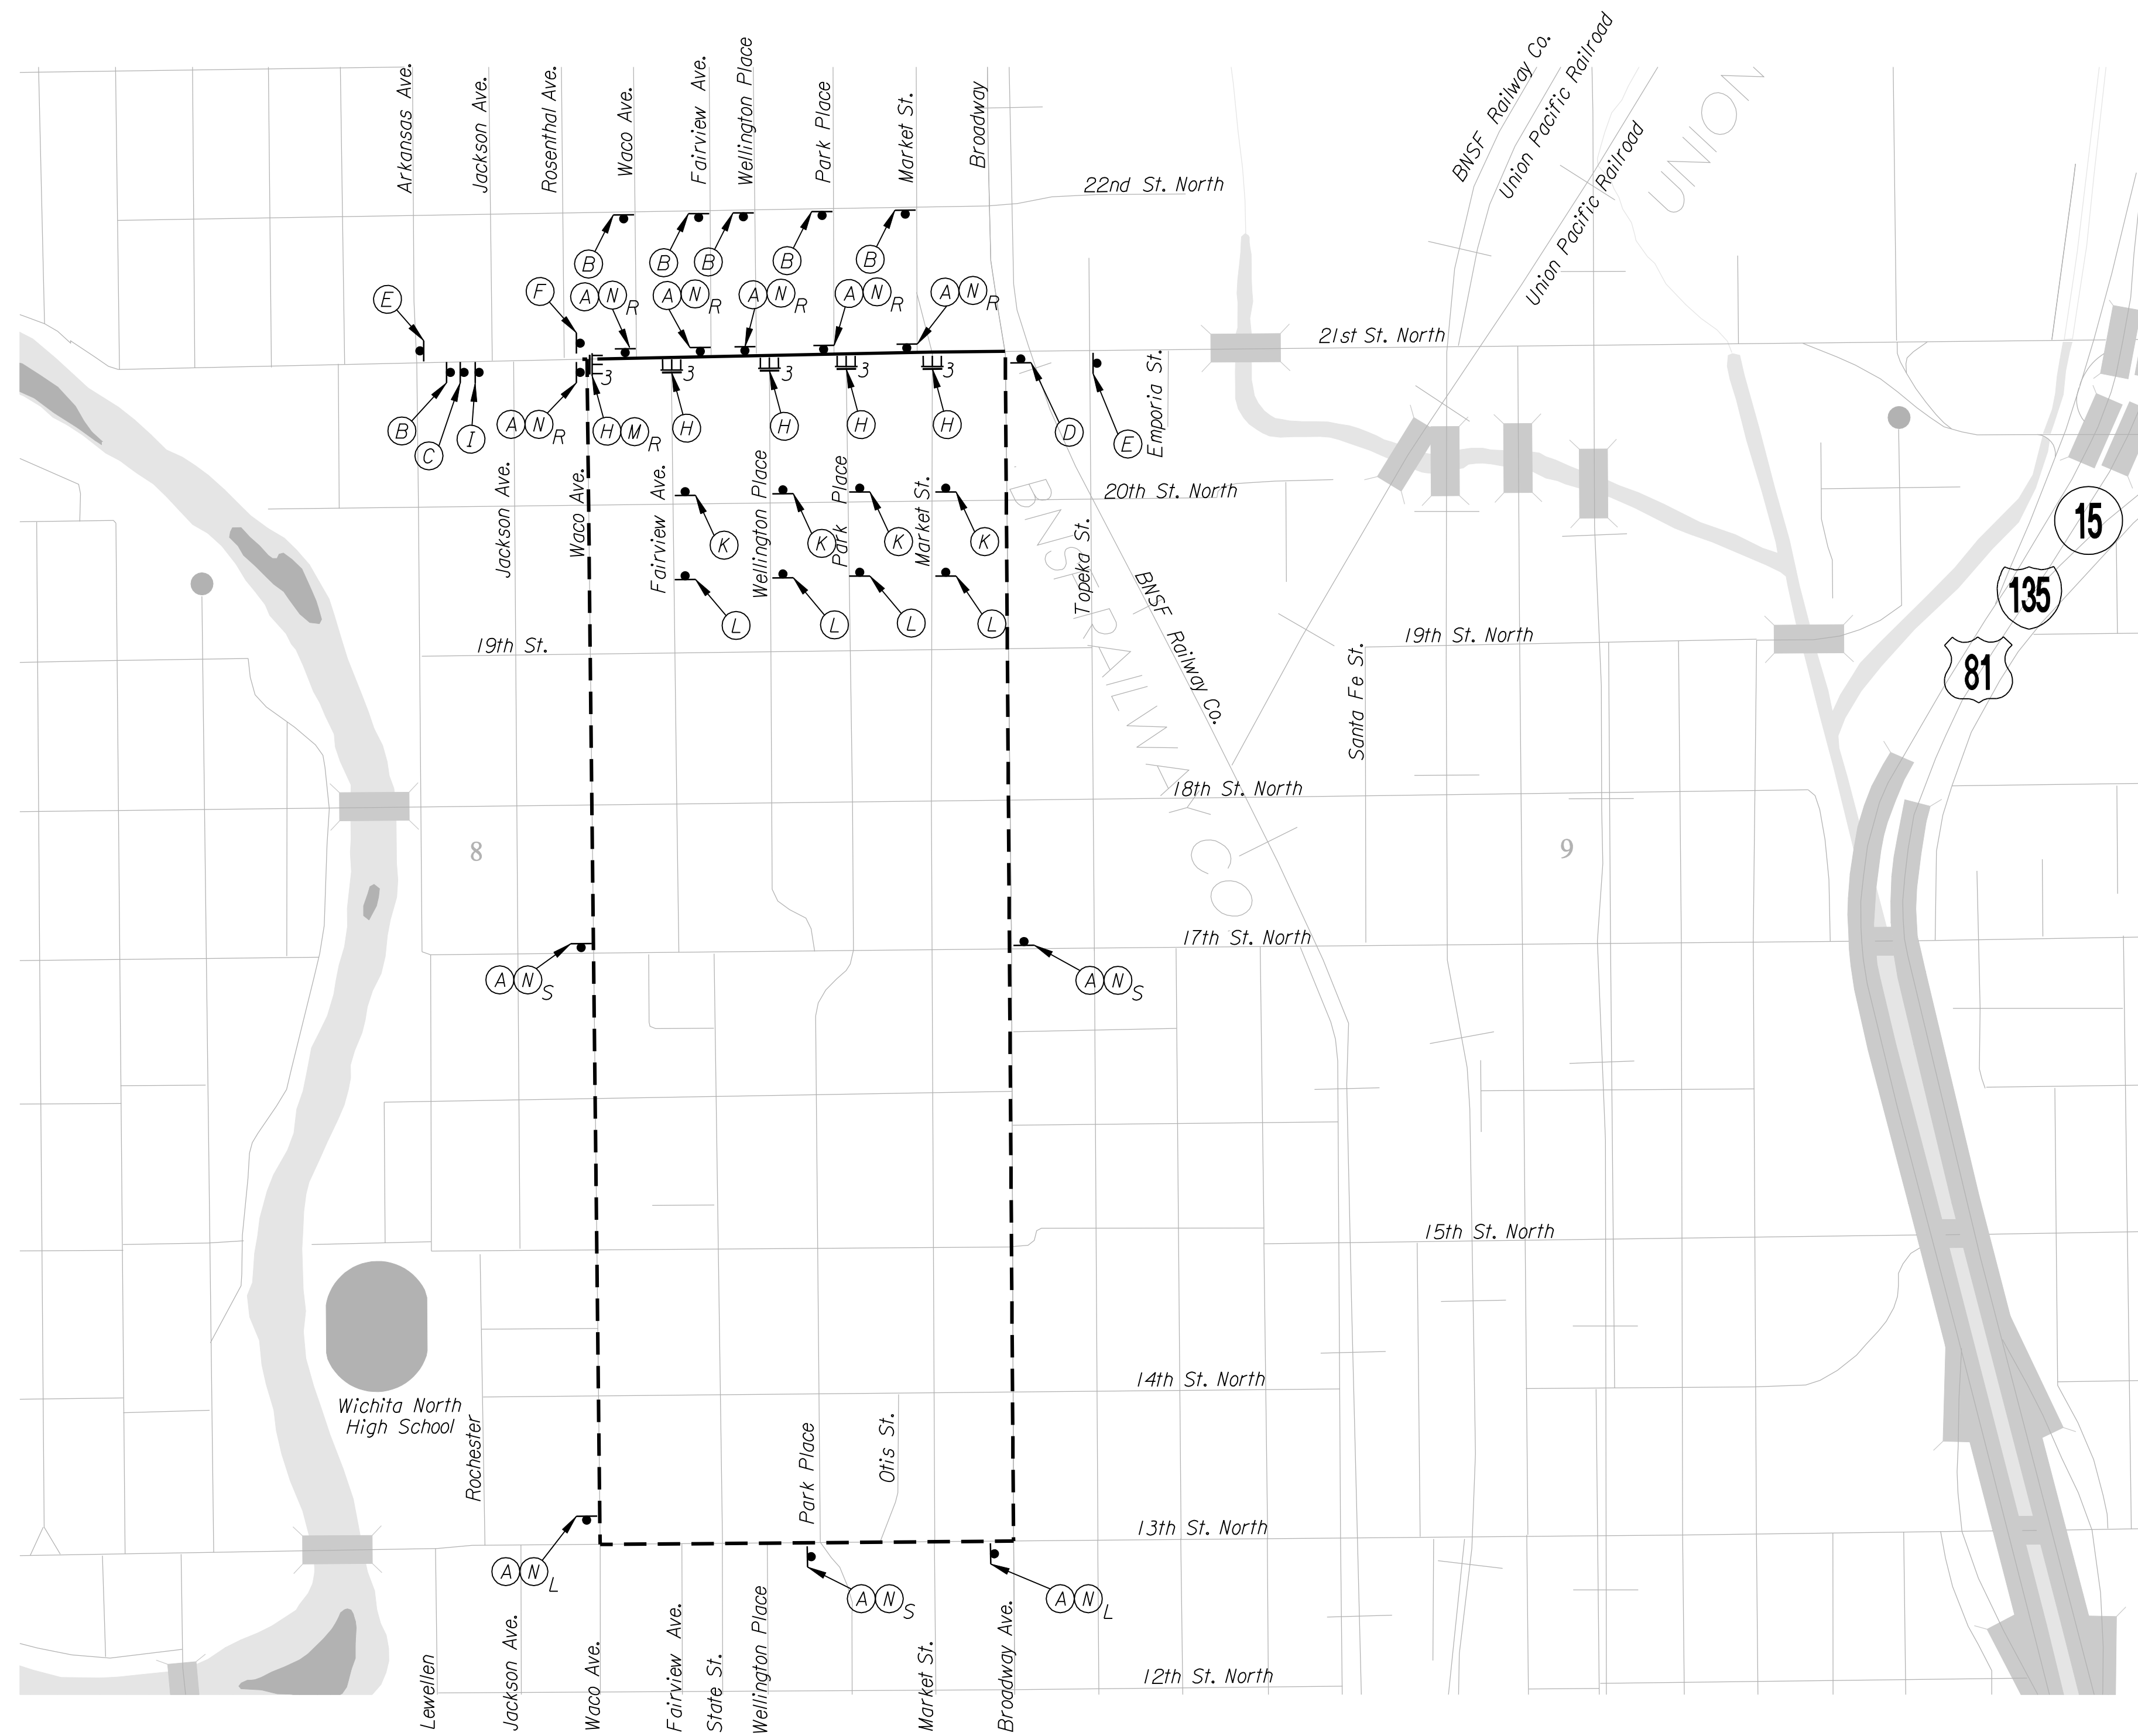 Arkansas Ave.
Jackson Ave.
Rosenthal Ave.
Waco Ave.
Fairview Ave.
Wellington Place
Park Place
Market St.
Broadway
BNSF Railway Co.
Union Pacific Railroad
Union Pacific Railroad
UNION
22nd St. North
B
B
B
B
B
E
F
A N R
A N R
A N R
A N R
A N R
21st St. North
3
3
3
3
3
B
C
I
A N R
H M R
H
H
H
H
D
E
Emporia St.
Jackson Ave.
Waco Ave.
Fairview Ave.
Wellington Place
Park Place
Market St.
Topeka St.
20th St. North
K
K
K
K
L
L
L
L
BNSF RAILWAY CO
BNSF Railway Co.
15
135
81
19th St.
19th St. North
Santa Fe St.
18th St. North
8
9
17th St. North
A N S
A N S
15th St. North
14th St. North
Wichita North
High School
Rochester
Park Place
Otis St.
13th St. North
A N L
A N S
A N L
Lewellen
Jackson Ave.
Waco Ave.
Fairview Ave.
State St.
Wellington Place
Market St.
Broadway Ave.
12th St. North